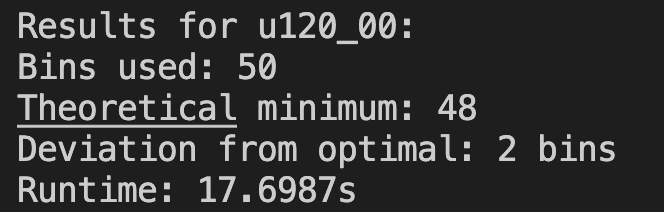 Results for u120_00:
Bins used: 50
Theoretical minimum: 48
Deviation from optimal: 2 bins
Runtime: 17.6987s